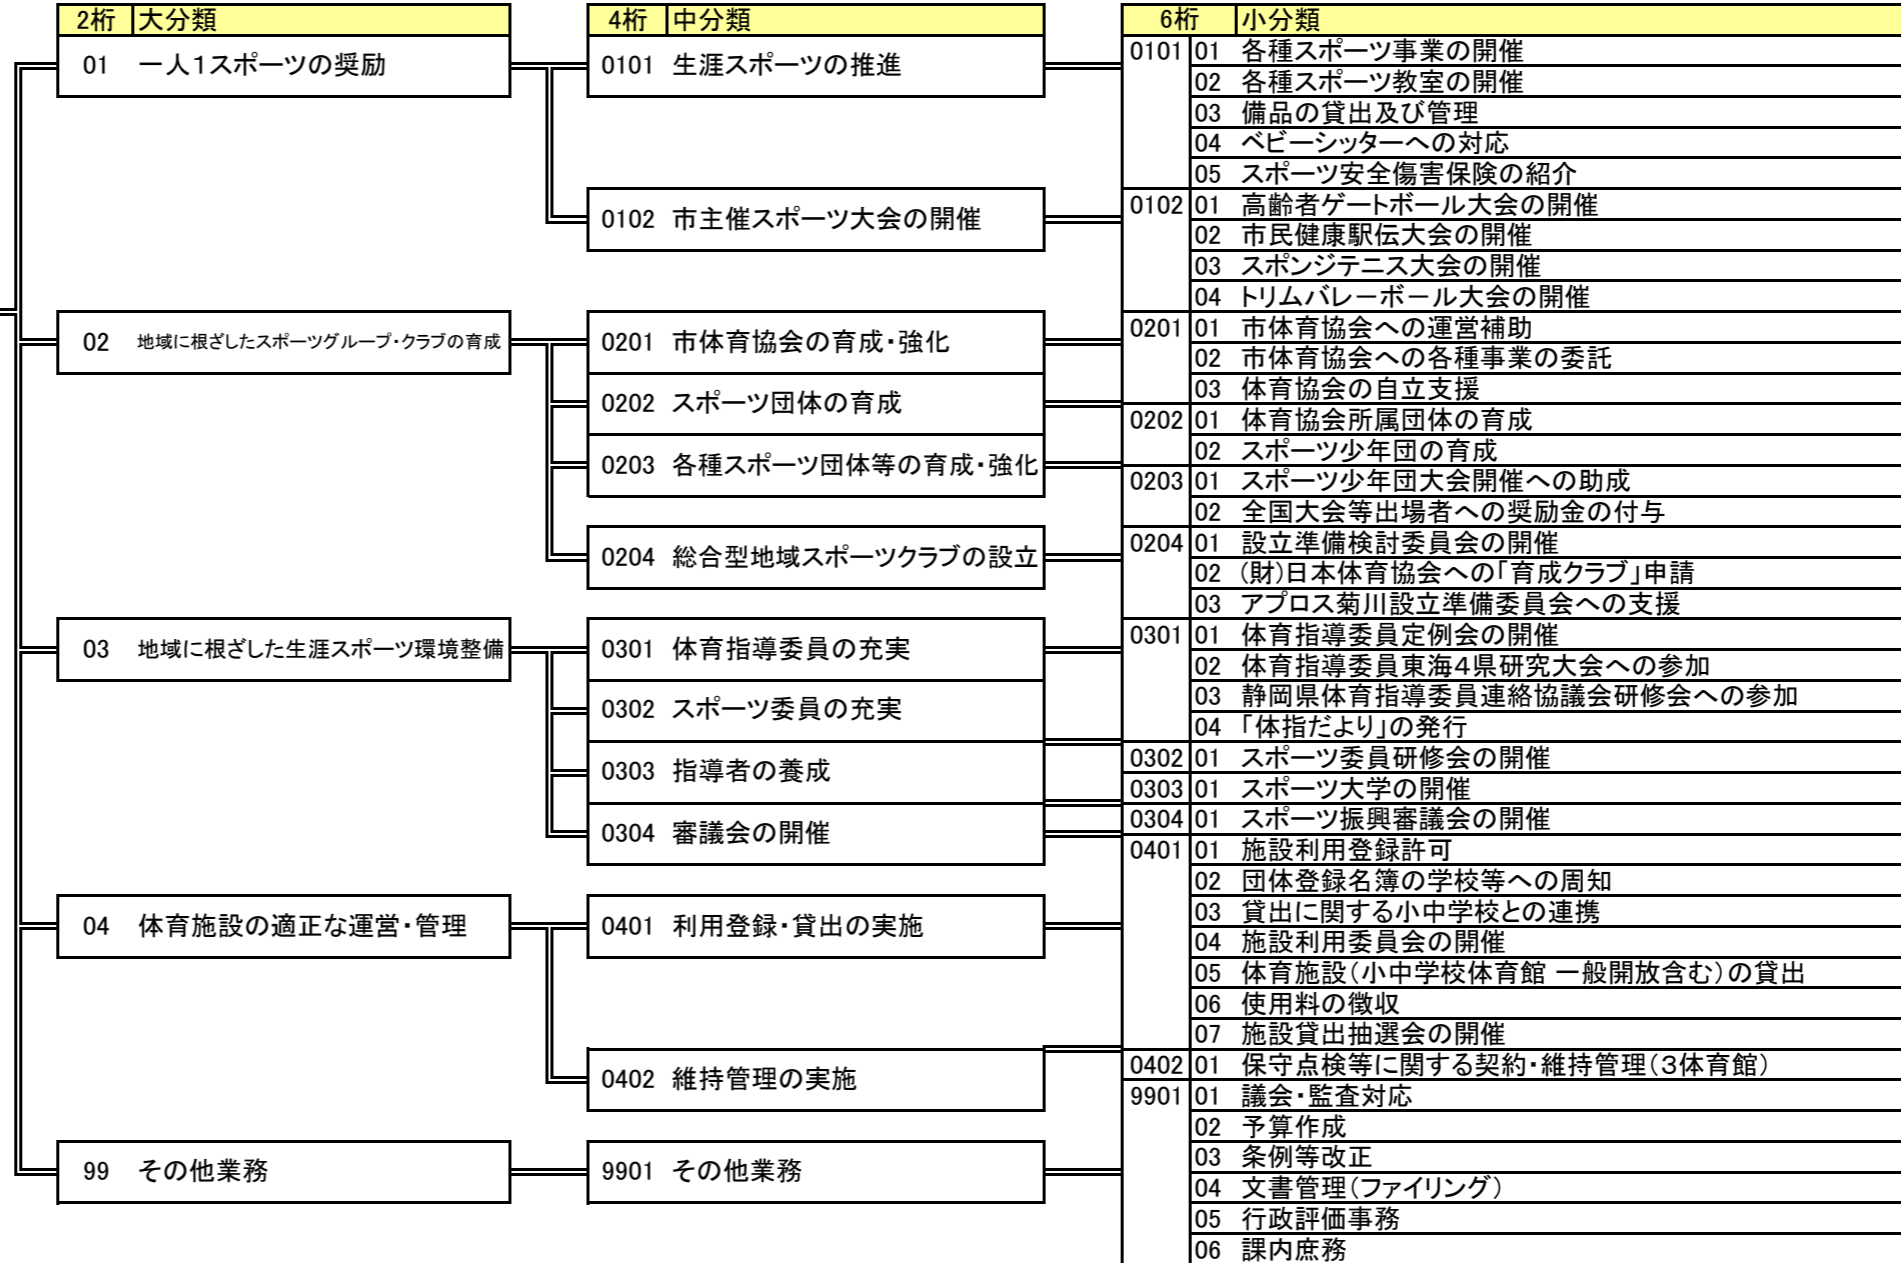 2桁 大分類 4桁 中分類 6桁 小分類
01 一人1スポーツの奨励 0101 生涯スポーツの推進 0101 01 各種スポーツ事業の開催
02 各種スポーツ教室の開催
03 備品の貸出及び管理
04 ベビーシッターへの対応
05 スポーツ安全傷害保険の紹介
0102 市主催スポーツ大会の開催 0102 01 高齢者ゲートボール大会の開催
02 市民健康駅伝大会の開催
03 スポンジテニス大会の開催
04 トリムバレーボール大会の開催
02 地域に根ざしたスポーツグループ・クラブの育成 0201 市体育協会の育成・強化 0201 01 市体育協会への運営補助
02 市体育協会への各種事業の委託
03 体育協会の自立支援
0202 スポーツ団体の育成 0202 01 体育協会所属団体の育成
02 スポーツ少年団の育成
0203 各種スポーツ団体等の育成・強化 0203 01 スポーツ少年団大会開催への助成
02 全国大会等出場者への奨励金の付与
0204 総合型地域スポーツクラブの設立 0204 01 設立準備検討委員会の開催
02 (財)日本体育協会への「育成クラブ」申請
03 アプロス菊川設立準備委員会への支援
03 地域に根ざした生涯スポーツ環境整備 0301 体育指導委員の充実 0301 01 体育指導委員定例会の開催
02 体育指導委員東海4県研究大会への参加
03 静岡県体育指導委員連絡協議会研修会への参加
04 「体指だより」の発行
0302 スポーツ委員の充実 0302 01 スポーツ委員研修会の開催
0303 指導者の養成 0303 01 スポーツ大学の開催
0304 審議会の開催 0304 01 スポーツ振興審議会の開催
04 体育施設の適正な運営・管理 0401 利用登録・貸出の実施 0401 01 施設利用登録許可
02 団体登録名簿の学校等への周知
03 貸出に関する小中学校との連携
04 施設利用委員会の開催
05 体育施設(小中学校体育館 一般開放含む)の貸出
06 使用料の徴収
07 施設貸出抽選会の開催
0402 維持管理の実施 0402 01 保守点検等に関する契約・維持管理(3体育館)
99 その他業務 9901 その他業務 9901 01 議会・監査対応
02 予算作成
03 条例等改正
04 文書管理(ファイリング)
05 行政評価事務
06 課内庶務